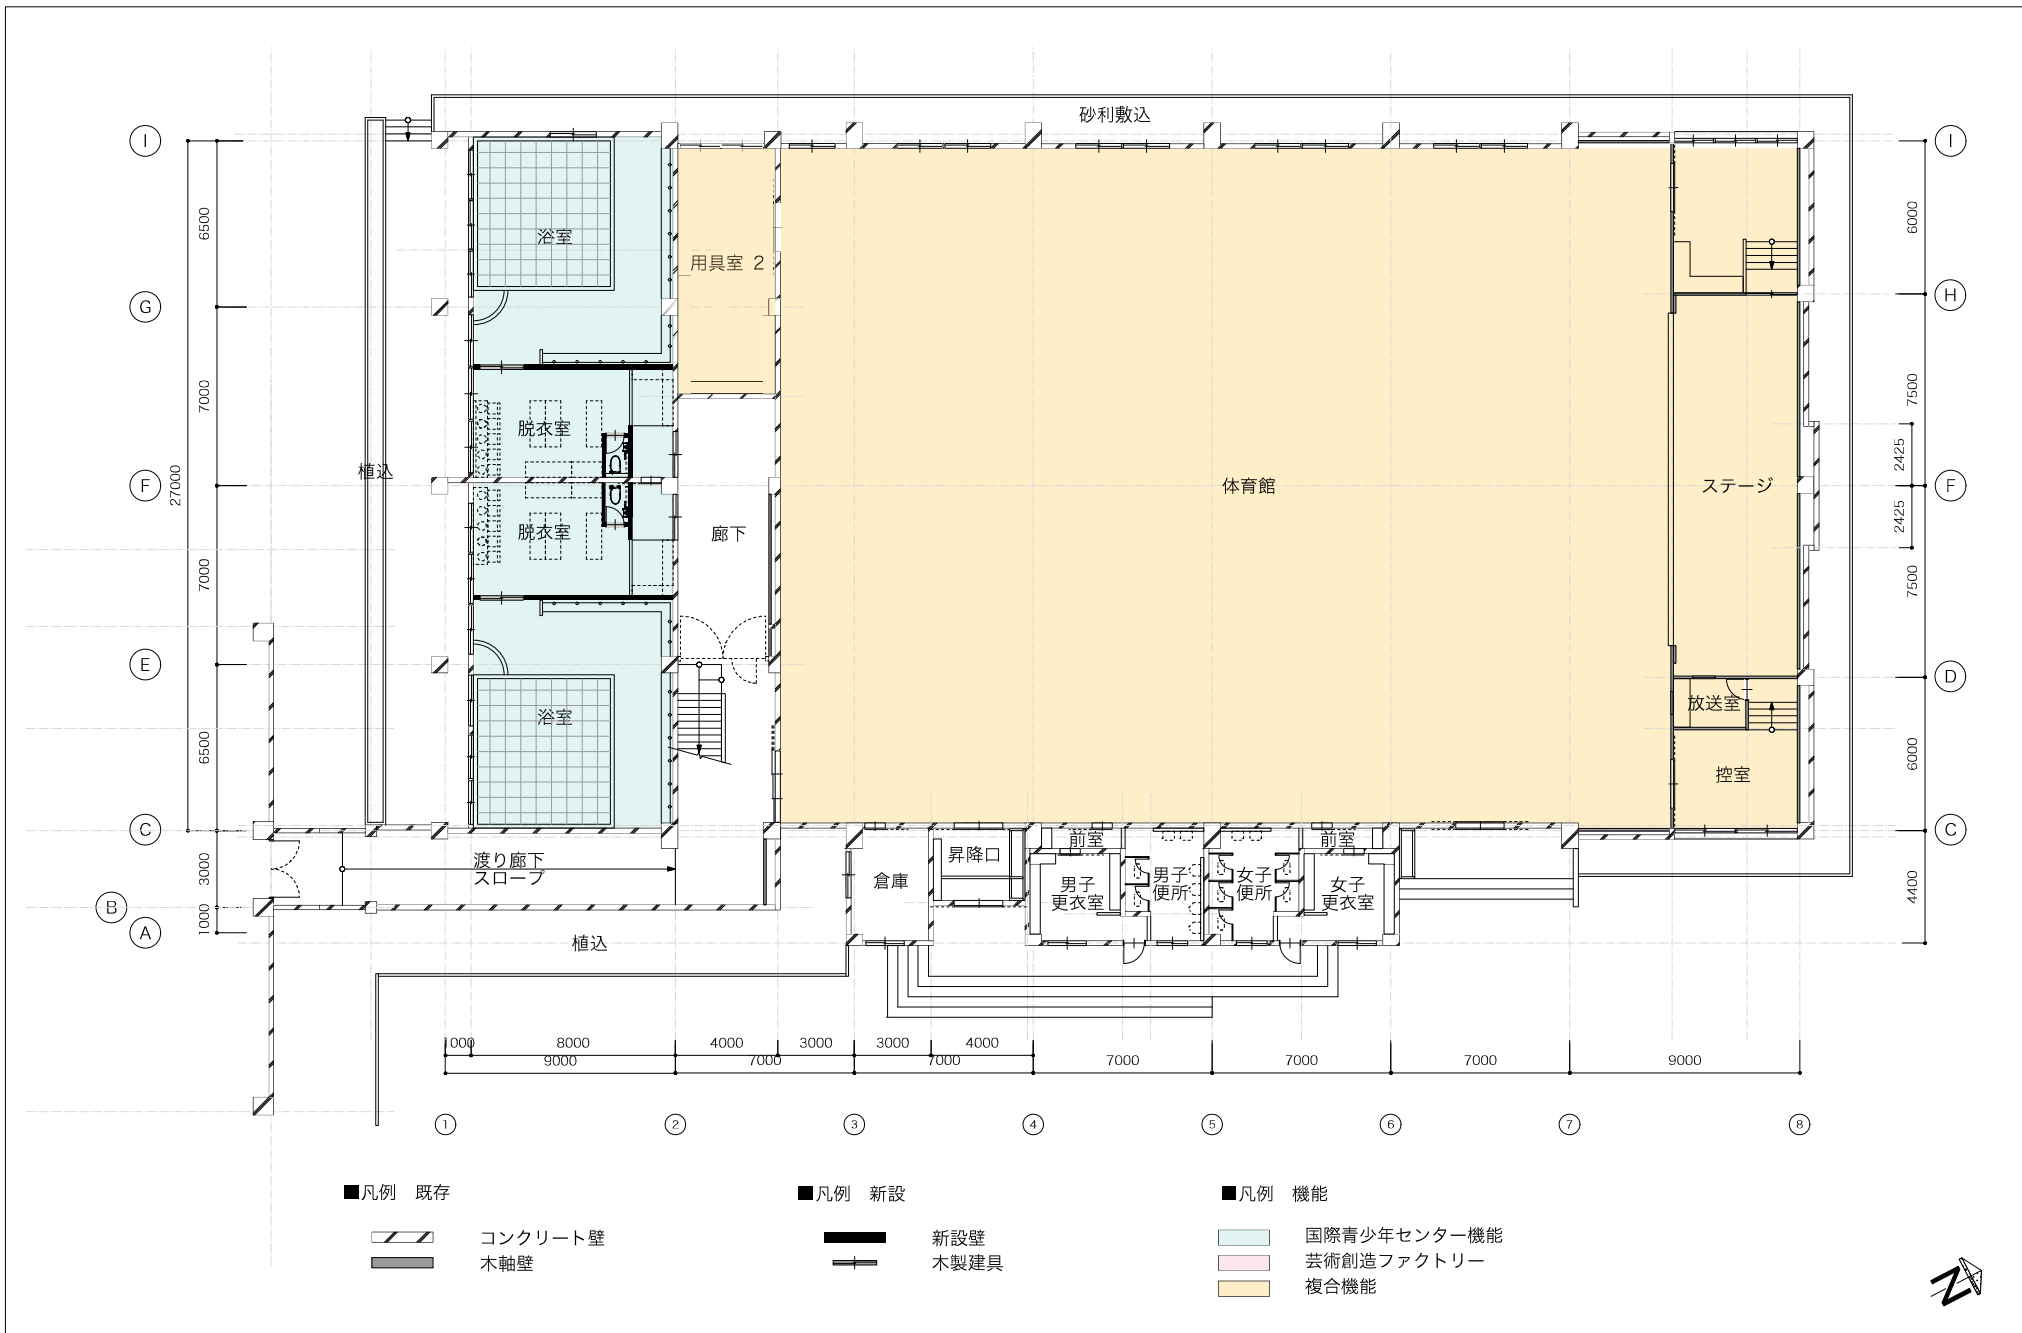 砂利敷込
I
I
6500
6000
浴室
用具室 2
G
H
7000
7500
脱衣室
2425
植込
27000
F
体育館
ステージ
F
2425
脱衣室
廊下
7000
7500
E
D
放送室
浴室
6500
6000
控室
C
C
前室
前室
昇降口
渡り廊下
スロープ
3000
倉庫
男子
更衣室
男子
便所
女子
便所
女子
更衣室
4400
B
A
1000
植込
1000
8000
4000
3000
3000
4000
9000
7000
7000
7000
7000
7000
9000
1
2
3
4
5
6
7
8
■凡例 既存
■凡例 新設
■凡例 機能
コンクリート壁
木軸壁
新設壁
木製建具
国際青少年センター機能
芸術創造ファクトリー
複合機能
N